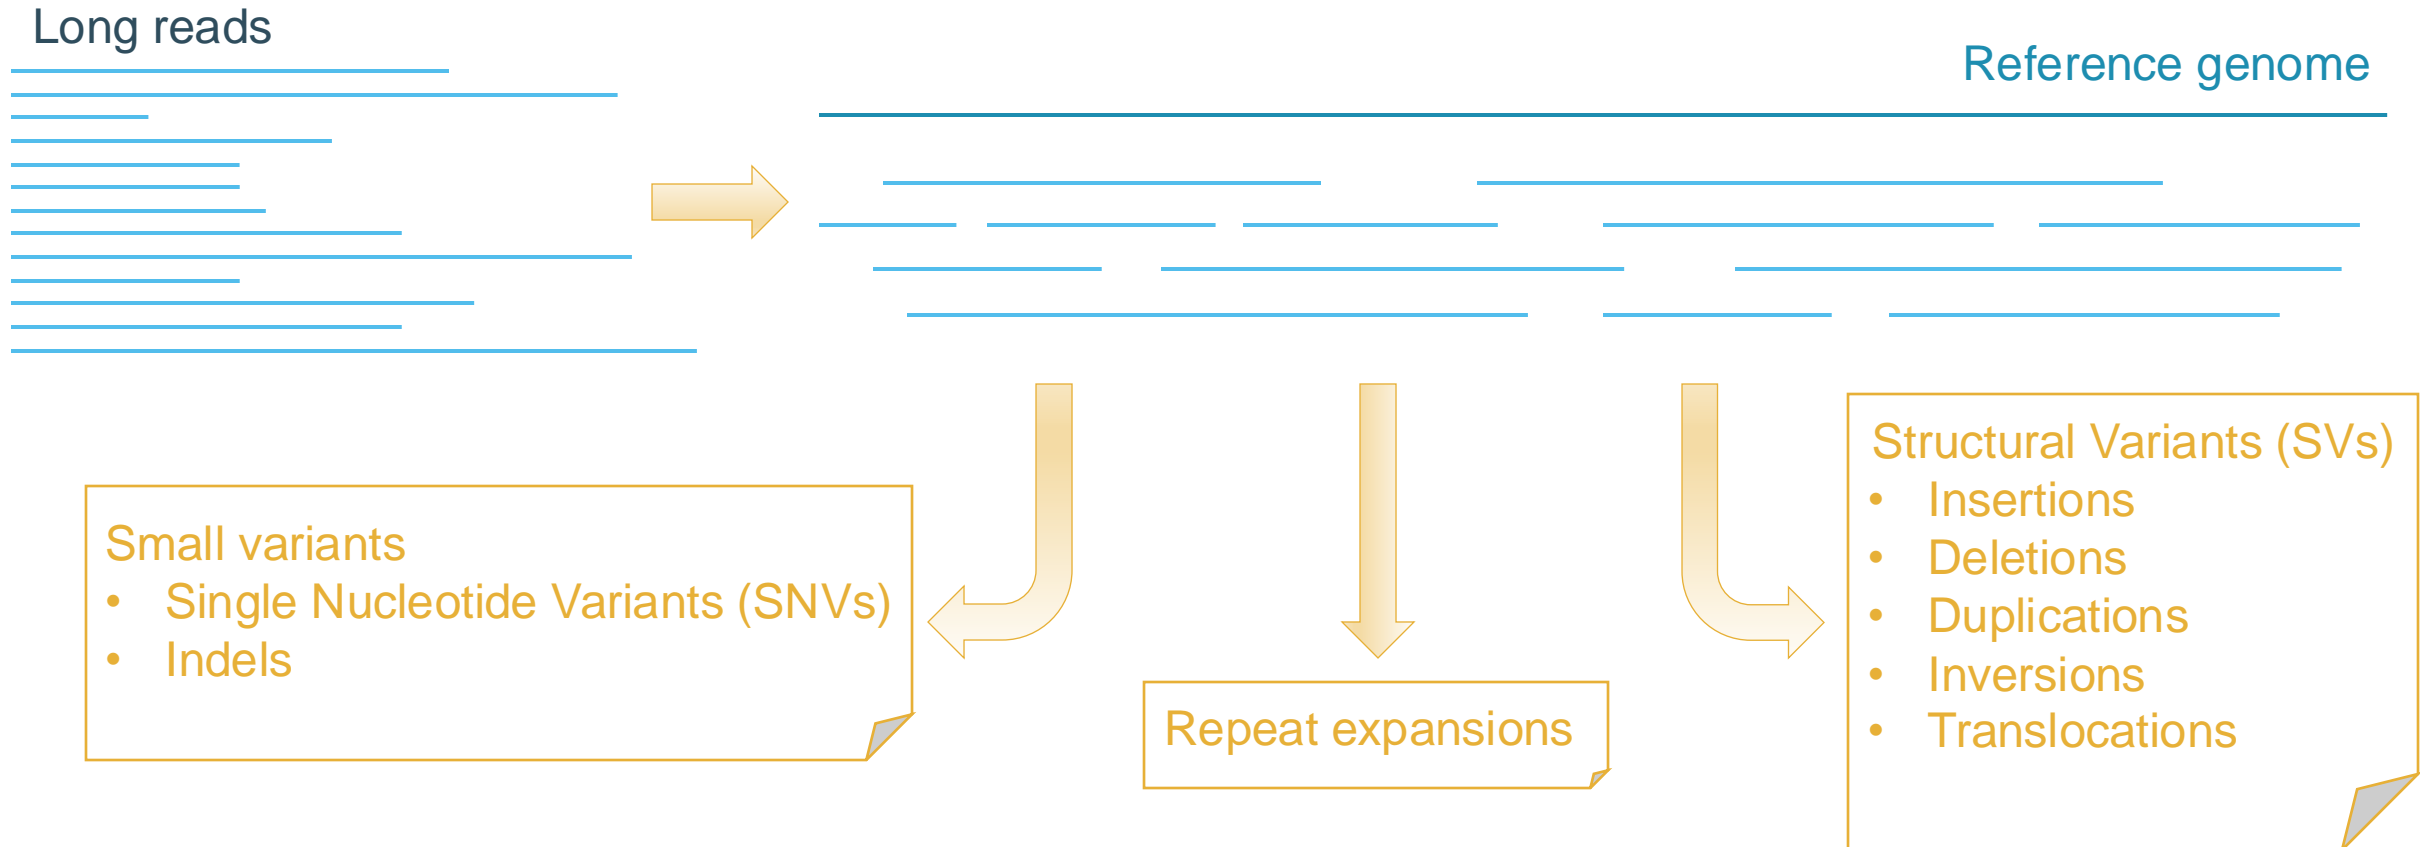 Long reads
Reference genome
Small variants
• Single Nucleotide Variants (SNVs)
• Indels
Repeat expansions
Structural Variants (SVs)
• Insertions
• Deletions
• Duplications
• Inversions
• Translocations